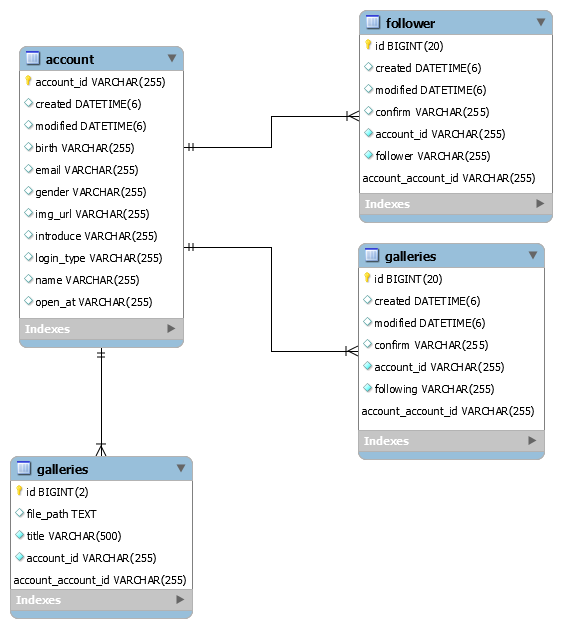 account
account_id VARCHAR(255)
created DATETIME(6)
modified DATETIME(6)
birth VARCHAR(255)
email VARCHAR(255)
gender VARCHAR(255)
img_url VARCHAR(255)
introduce VARCHAR(255)
login_type VARCHAR(255)
name VARCHAR(255)
open_at VARCHAR(255)
Indexes
follower
id BIGINT(20)
created DATETIME(6)
modified DATETIME(6)
confirm VARCHAR(255)
account_id VARCHAR(255)
follower VARCHAR(255)
account_account_id VARCHAR(255)
Indexes
galleries
id BIGINT(20)
created DATETIME(6)
modified DATETIME(6)
confirm VARCHAR(255)
account_id VARCHAR(255)
following VARCHAR(255)
account_account_id VARCHAR(255)
Indexes
galleries
id BIGINT(2)
file_path TEXT
title VARCHAR(500)
account_id VARCHAR(255)
account_account_id VARCHAR(255)
Indexes